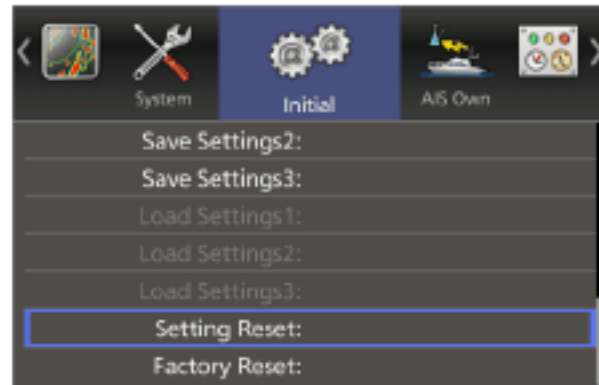 System
Initial
AIS Own
Save Settings2:
Save Settings3:
Load Settings1:
Load Settings2:
Load Settings3:
Setting Reset:
Factory Reset: